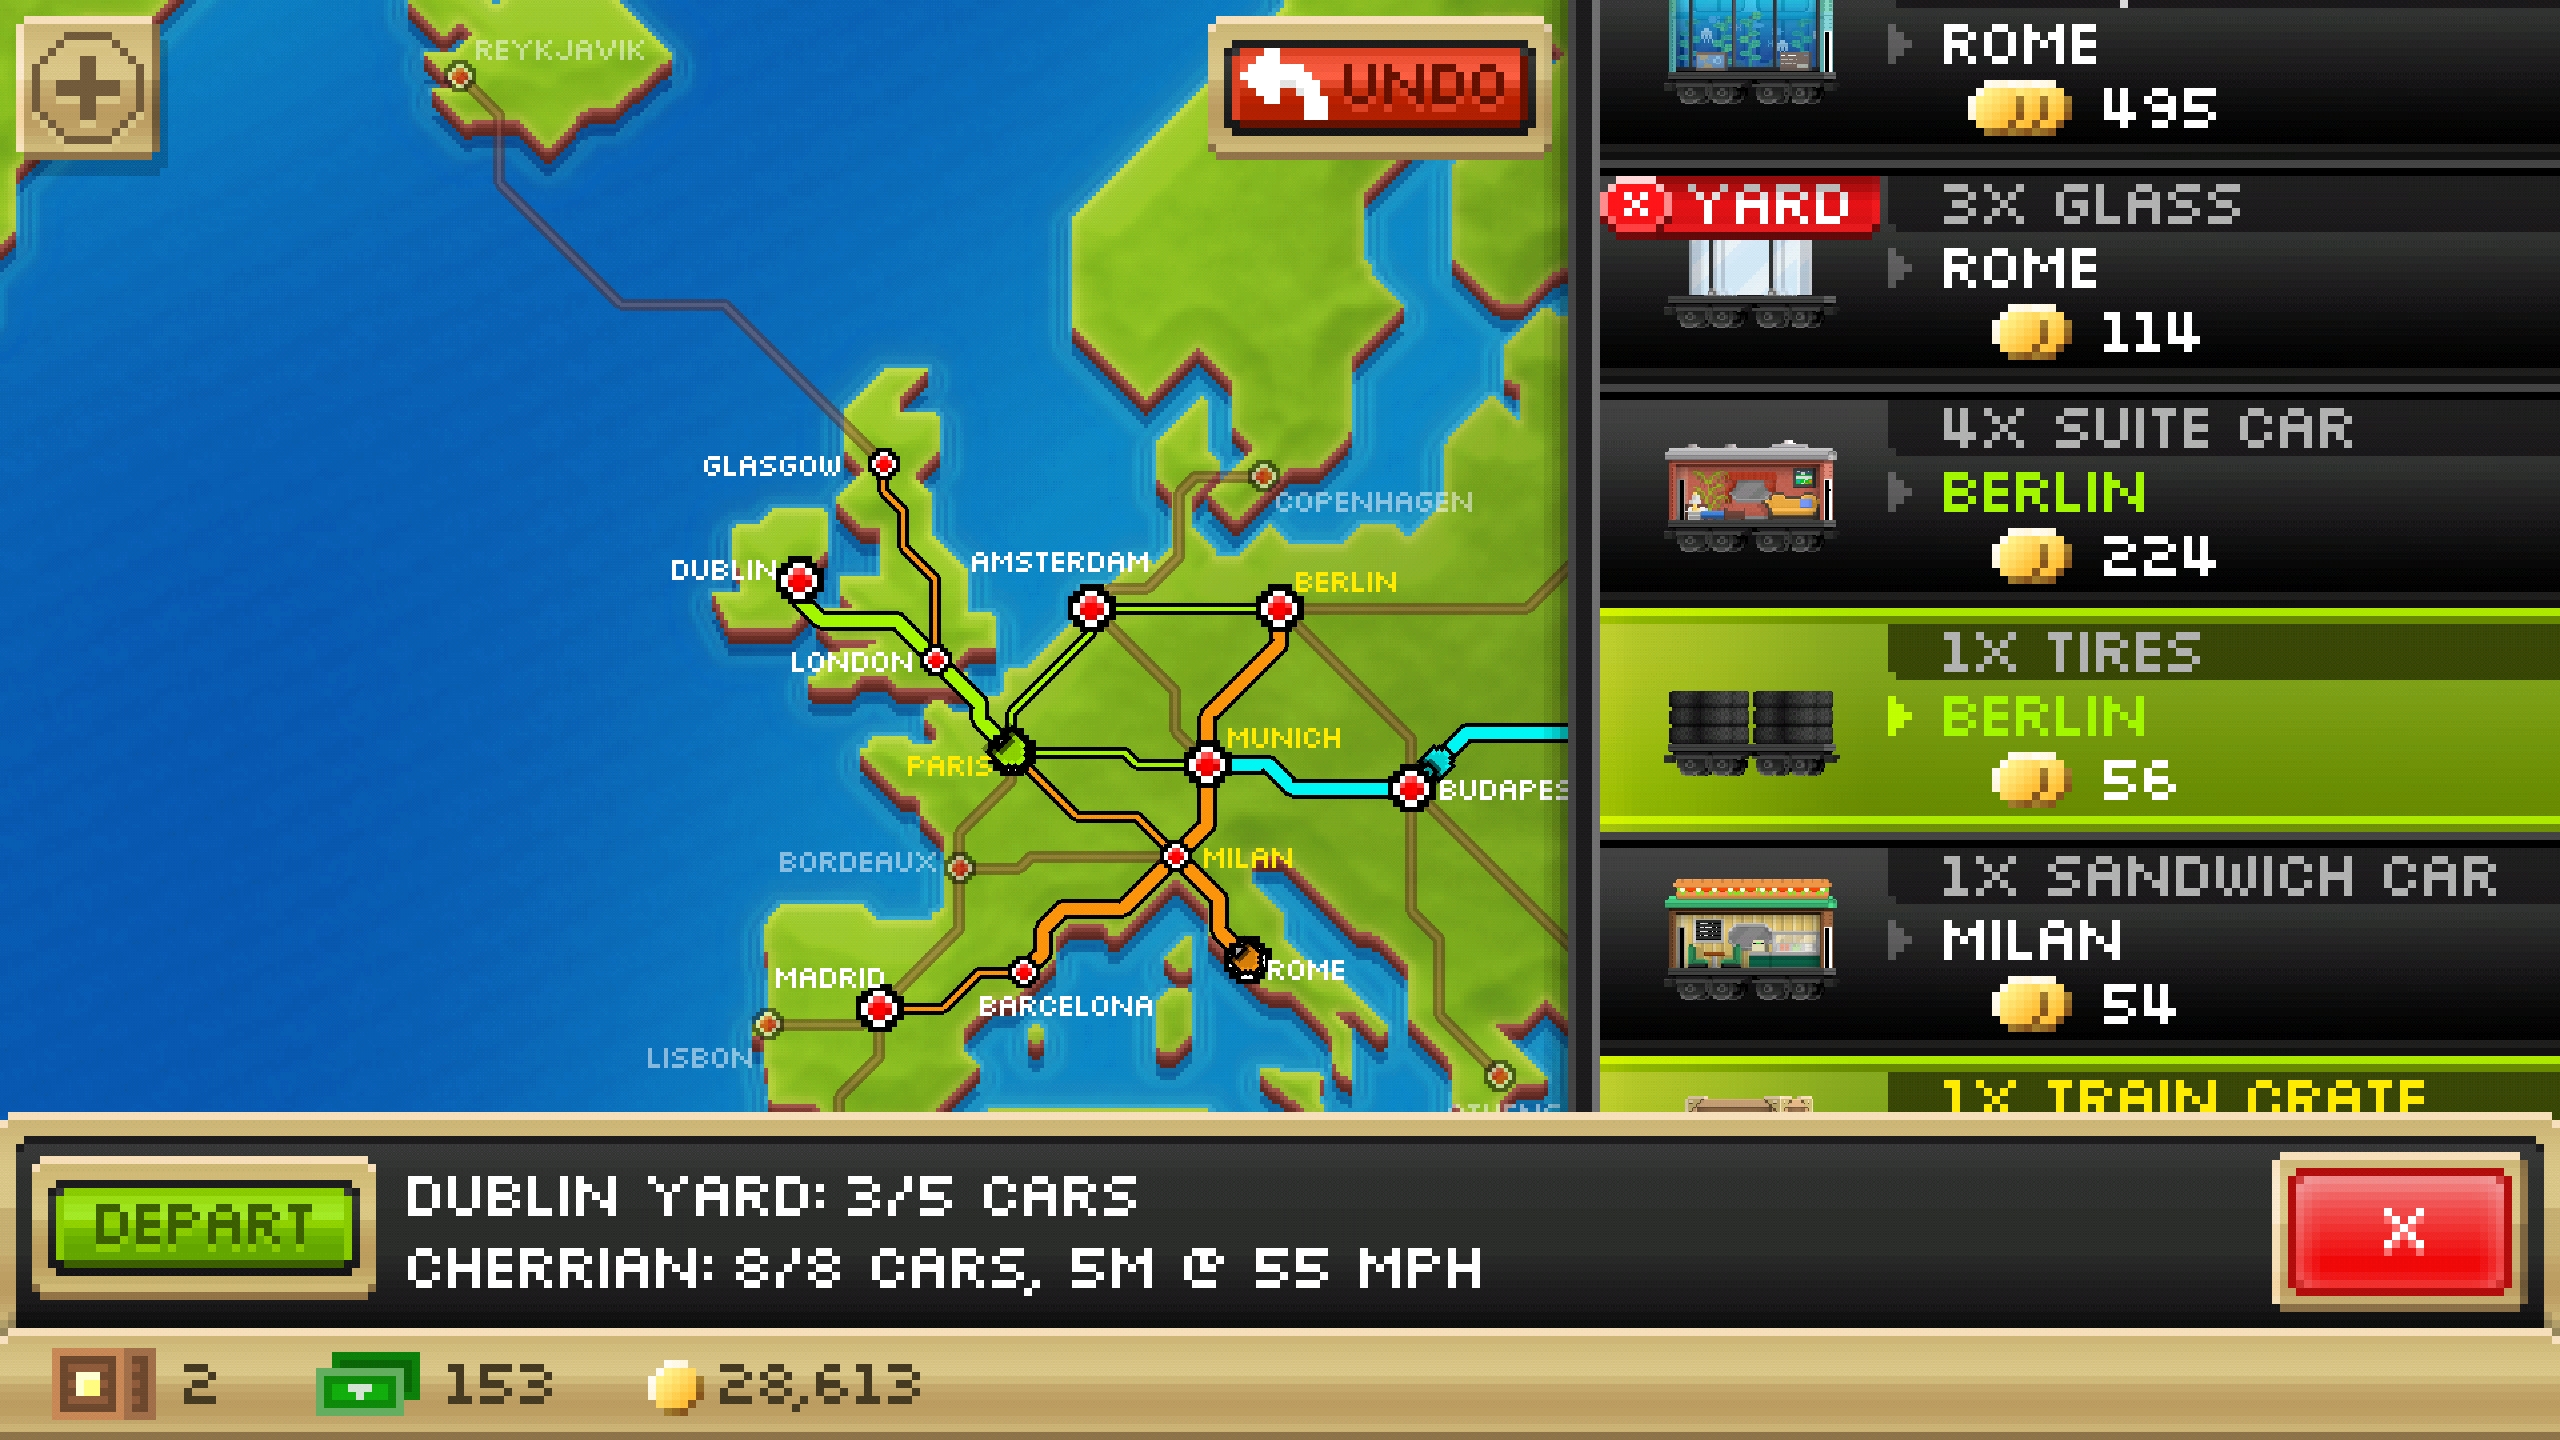 REYKJAVIK
UNDO
GLASGOW
COPENHAGEN
DUBLIN
AMSTERDAM
BERLIN
LONDON
MUNICH
PARIS
BUDAPES
BORDEAUX
MILAN
MADRID
ROME
BARCELONA
LISBON
ROME
495
YARD
3X GLASS
ROME
114
4X SUITE CAR
BERLIN
224
1X TIRES
BERLIN
56
1X SANDWICH CAR
MILAN
54
1X TRAIN CRATE
DEPART
DUBLIN YARD: 3/5 CARS
CHERRIAN: 8/8 CARS, 5M @ 55 MPH
X
2
153
28,613